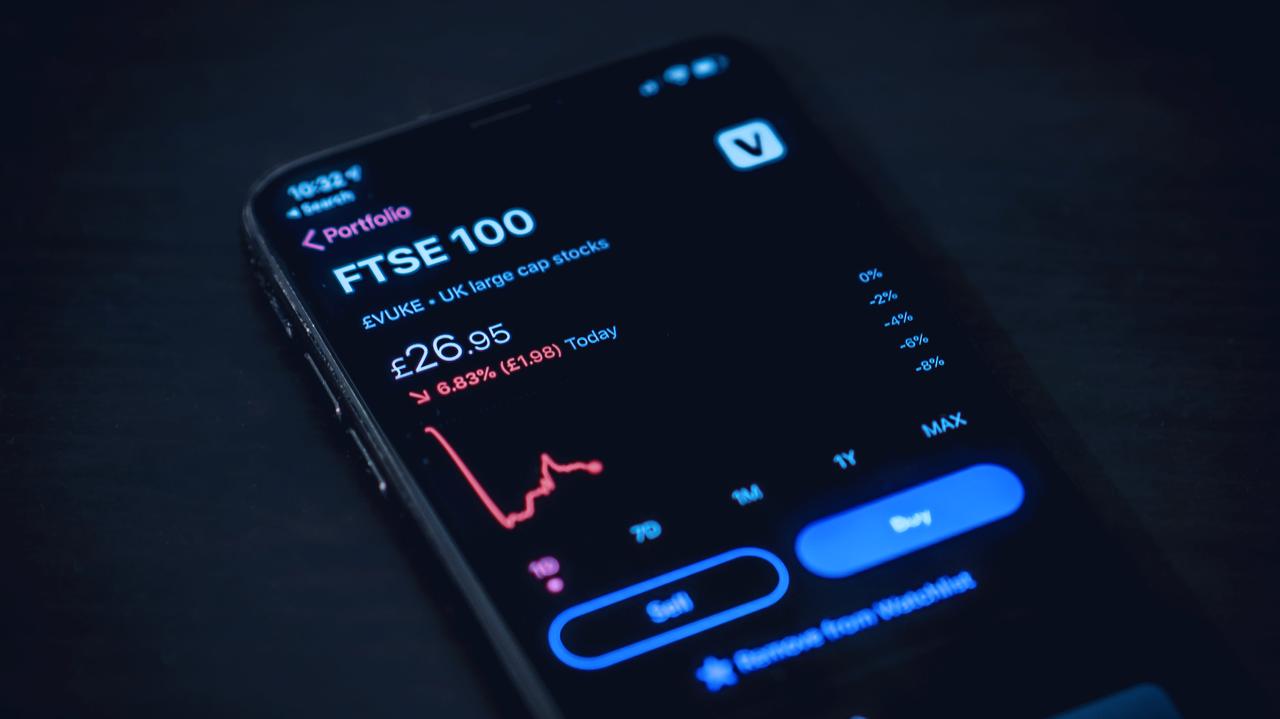 10:32
Search
V
Portfolio
FTSE 100
£VUKE • UK large cap stocks
£26.95
6.83% (£1.98) Today
0%
-2%
-4%
-6%
-8%
1D
7D
1M
1Y
MAX
Sell
Buy
Remove from Watchlist